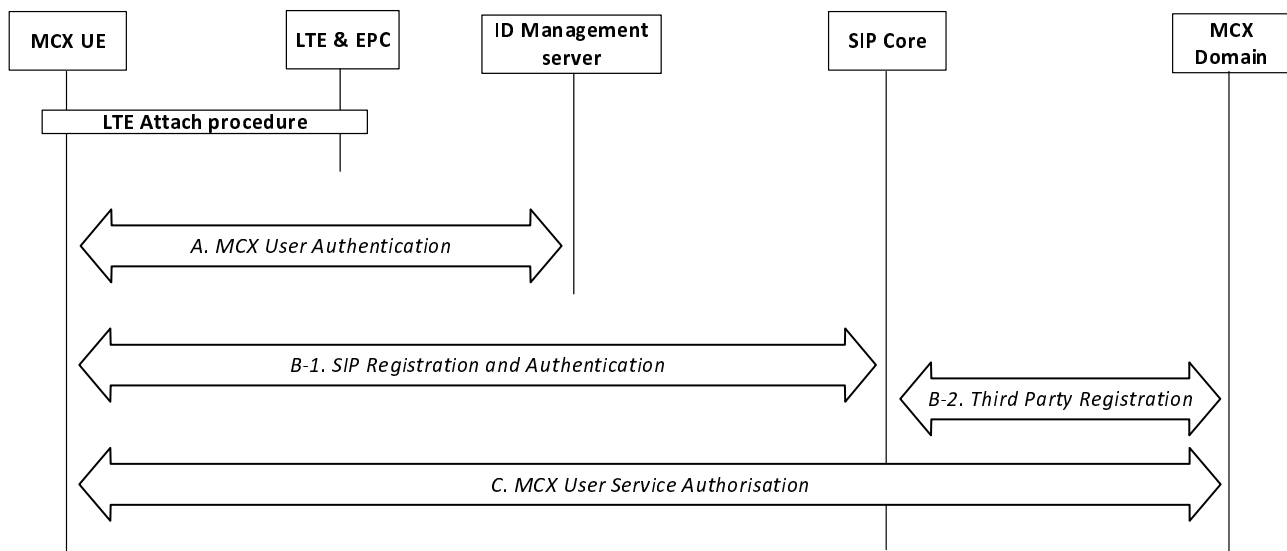 MCX UE
LTE & EPC
ID Management
server
SIP Core
MCX
Domain
LTE Attach procedure
A. MCX User Authentication
B-1. SIP Registration and Authentication
B-2. Third Party Registration
C. MCX User Service Authorisation